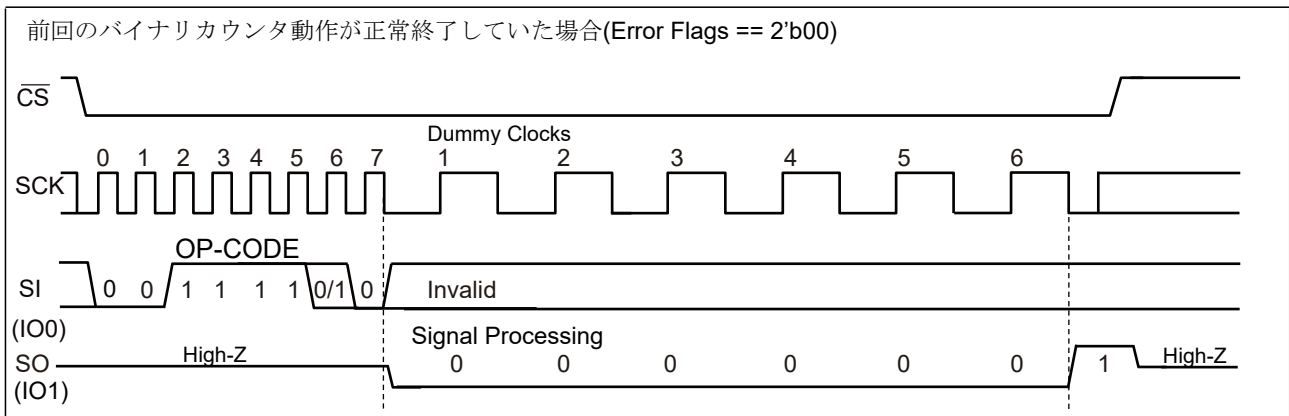 前回のバイナリカウンタ動作が正常終了していた場合(Error Flags == 2'b00)
CS
Dummy Clocks
0 1 2 3 4 5 6 7 1 2 3 4 5 6
SCK
OP-CODE
SI 0 0 1 1 1 1 0/1 0 Invalid
(IO0)
Signal Processing
SO High-Z 0 0 0 0 0 0 1 High-Z
(IO1)